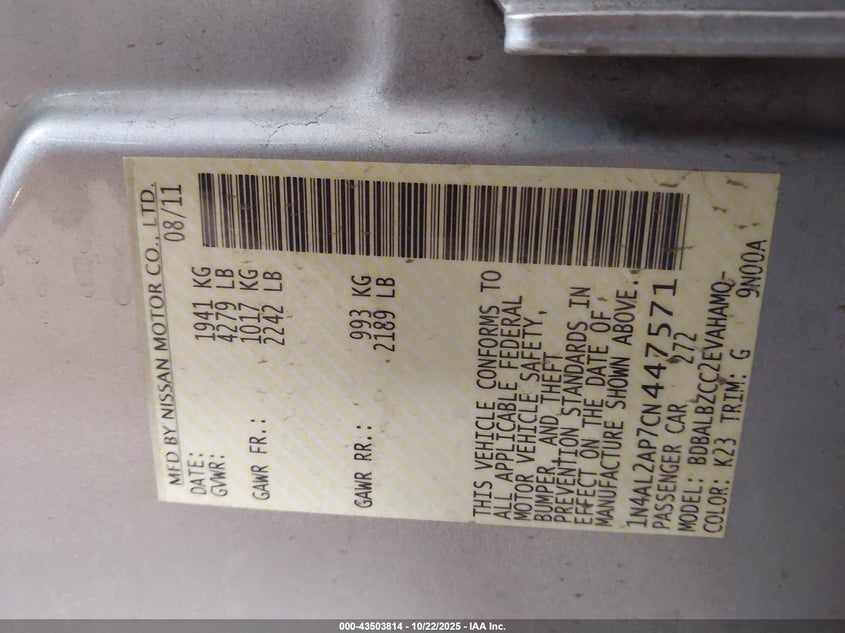 MFD BY NISSAN MOTOR CO., LTD.
DATE: 08/11
GVWR: 1941 KG
4279 LB
GAWR FR.: 1017 KG
2242 LB
GAWR RR.: 993 KG
2189 LB
THIS VEHICLE CONFORMS TO
ALL APPLICABLE FEDERAL
MOTOR VEHICLE SAFETY,
BUMPER, AND THEFT
PREVENTION STANDARDS IN
EFFECT ON THE DATE OF
MANUFACTURE SHOWN ABOVE.
1N4AL2AP7CN447571
PASSENGER CAR 272
MODEL: BDBALBZCC2EVAHAMQ-
COLOR: K23 TRIM: G 9N00A
000-43503814 - 10/22/2025 - IAA Inc.